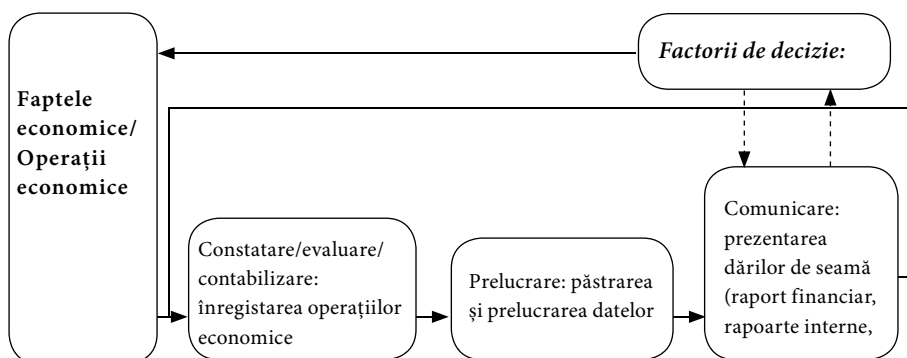 Factorii de decizie:
Faptele
economice/
Operații
economice
Constatare/evaluare/
contabilizare:
înregistarea operațiilor
economice
Prelucrare: păstrarea
și prelucrarea datelor
Comunicare:
prezentarea
dărilor de seamă
(raport financiar,
rapoarte interne,